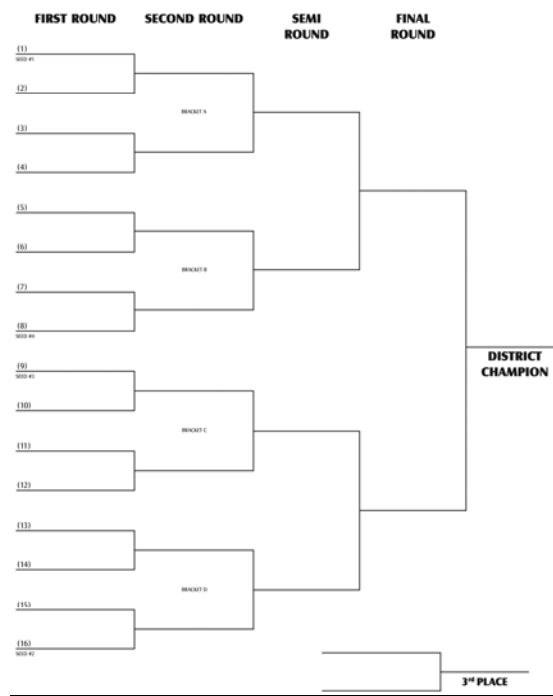 FIRST ROUND
SECOND ROUND
SEMI
ROUND
FINAL
ROUND
(1)
SEED #1
(2)
BRACKET A
(3)
(4)
(5)
(6)
BRACKET B
(7)
(8)
SEED #4
(9)
SEED #3
(10)
BRACKET C
(11)
(12)
(13)
(14)
BRACKET D
(15)
(16)
SEED #2
DISTRICT
CHAMPION
3rd PLACE